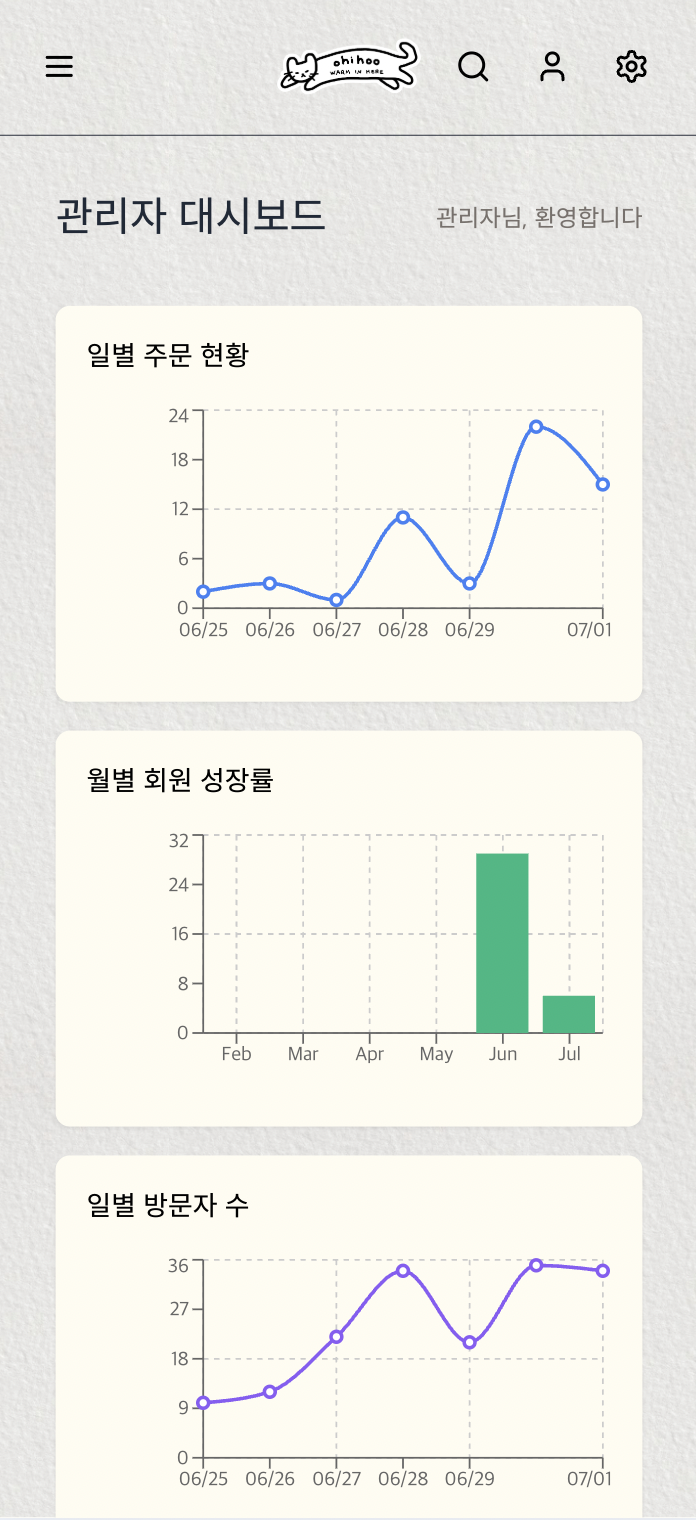 ohihoo
WARM IN HERE
관리자 대시보드
관리자님, 환영합니다
일별 주문 현황
24
18
12
6
0
06/25 06/26 06/27 06/28 06/29 07/01
월별 회원 성장률
32
24
16
8
0
Feb Mar Apr May Jun Jul
일별 방문자 수
36
27
18
9
0
06/25 06/26 06/27 06/28 06/29 07/01